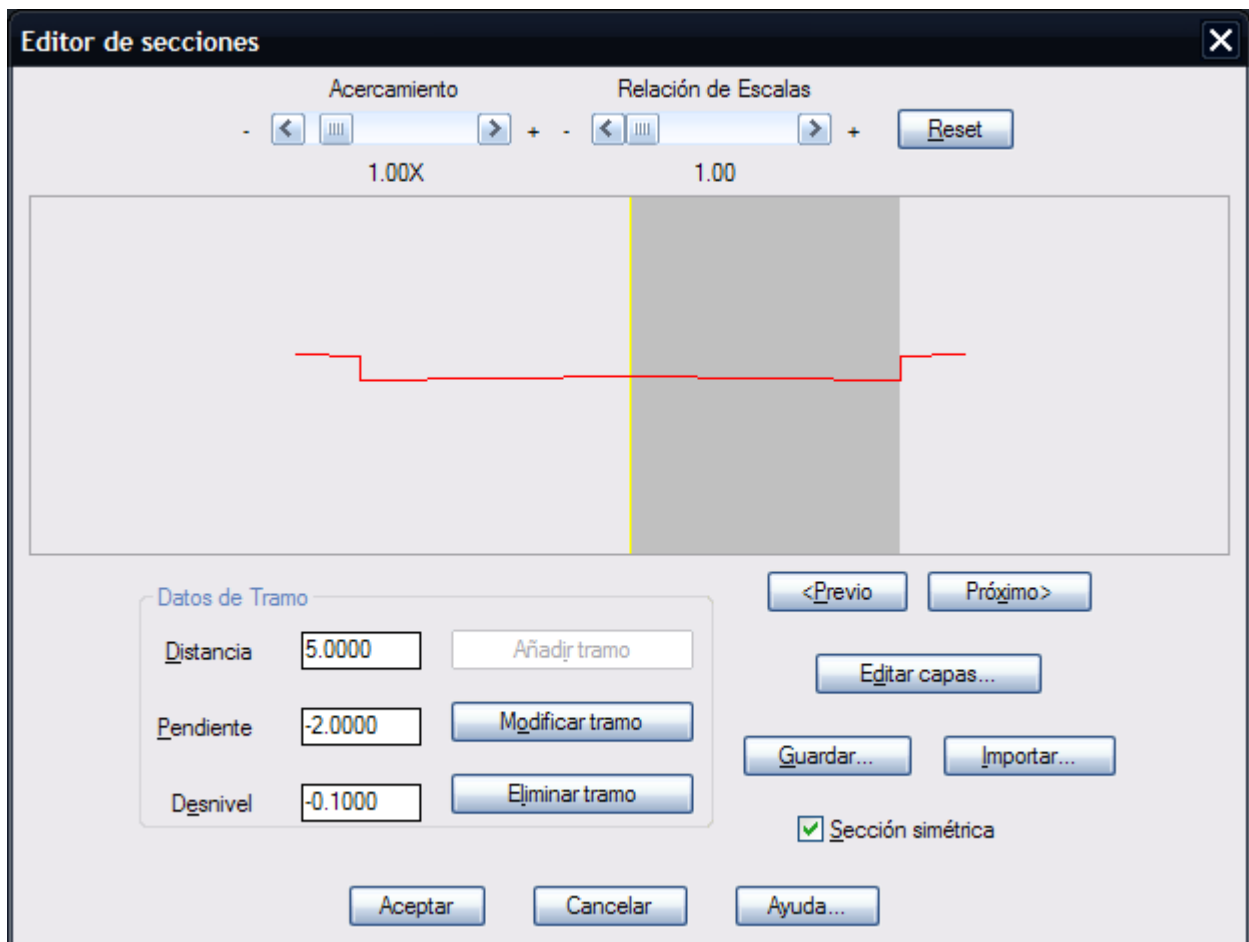 Editor de secciones
Acercamiento
Relación de Escalas
- + - + Reset
1.00X
1.00
Datos de Tramo
<Previo
Próximo>
Distancia
5.0000
Añadir tramo
Editar capas...
Pendiente
-2.0000
Modificar tramo
Guardar...
Importar...
Desnivel
-0.1000
Eliminar tramo
Sección simétrica
Aceptar
Cancelar
Ayuda...